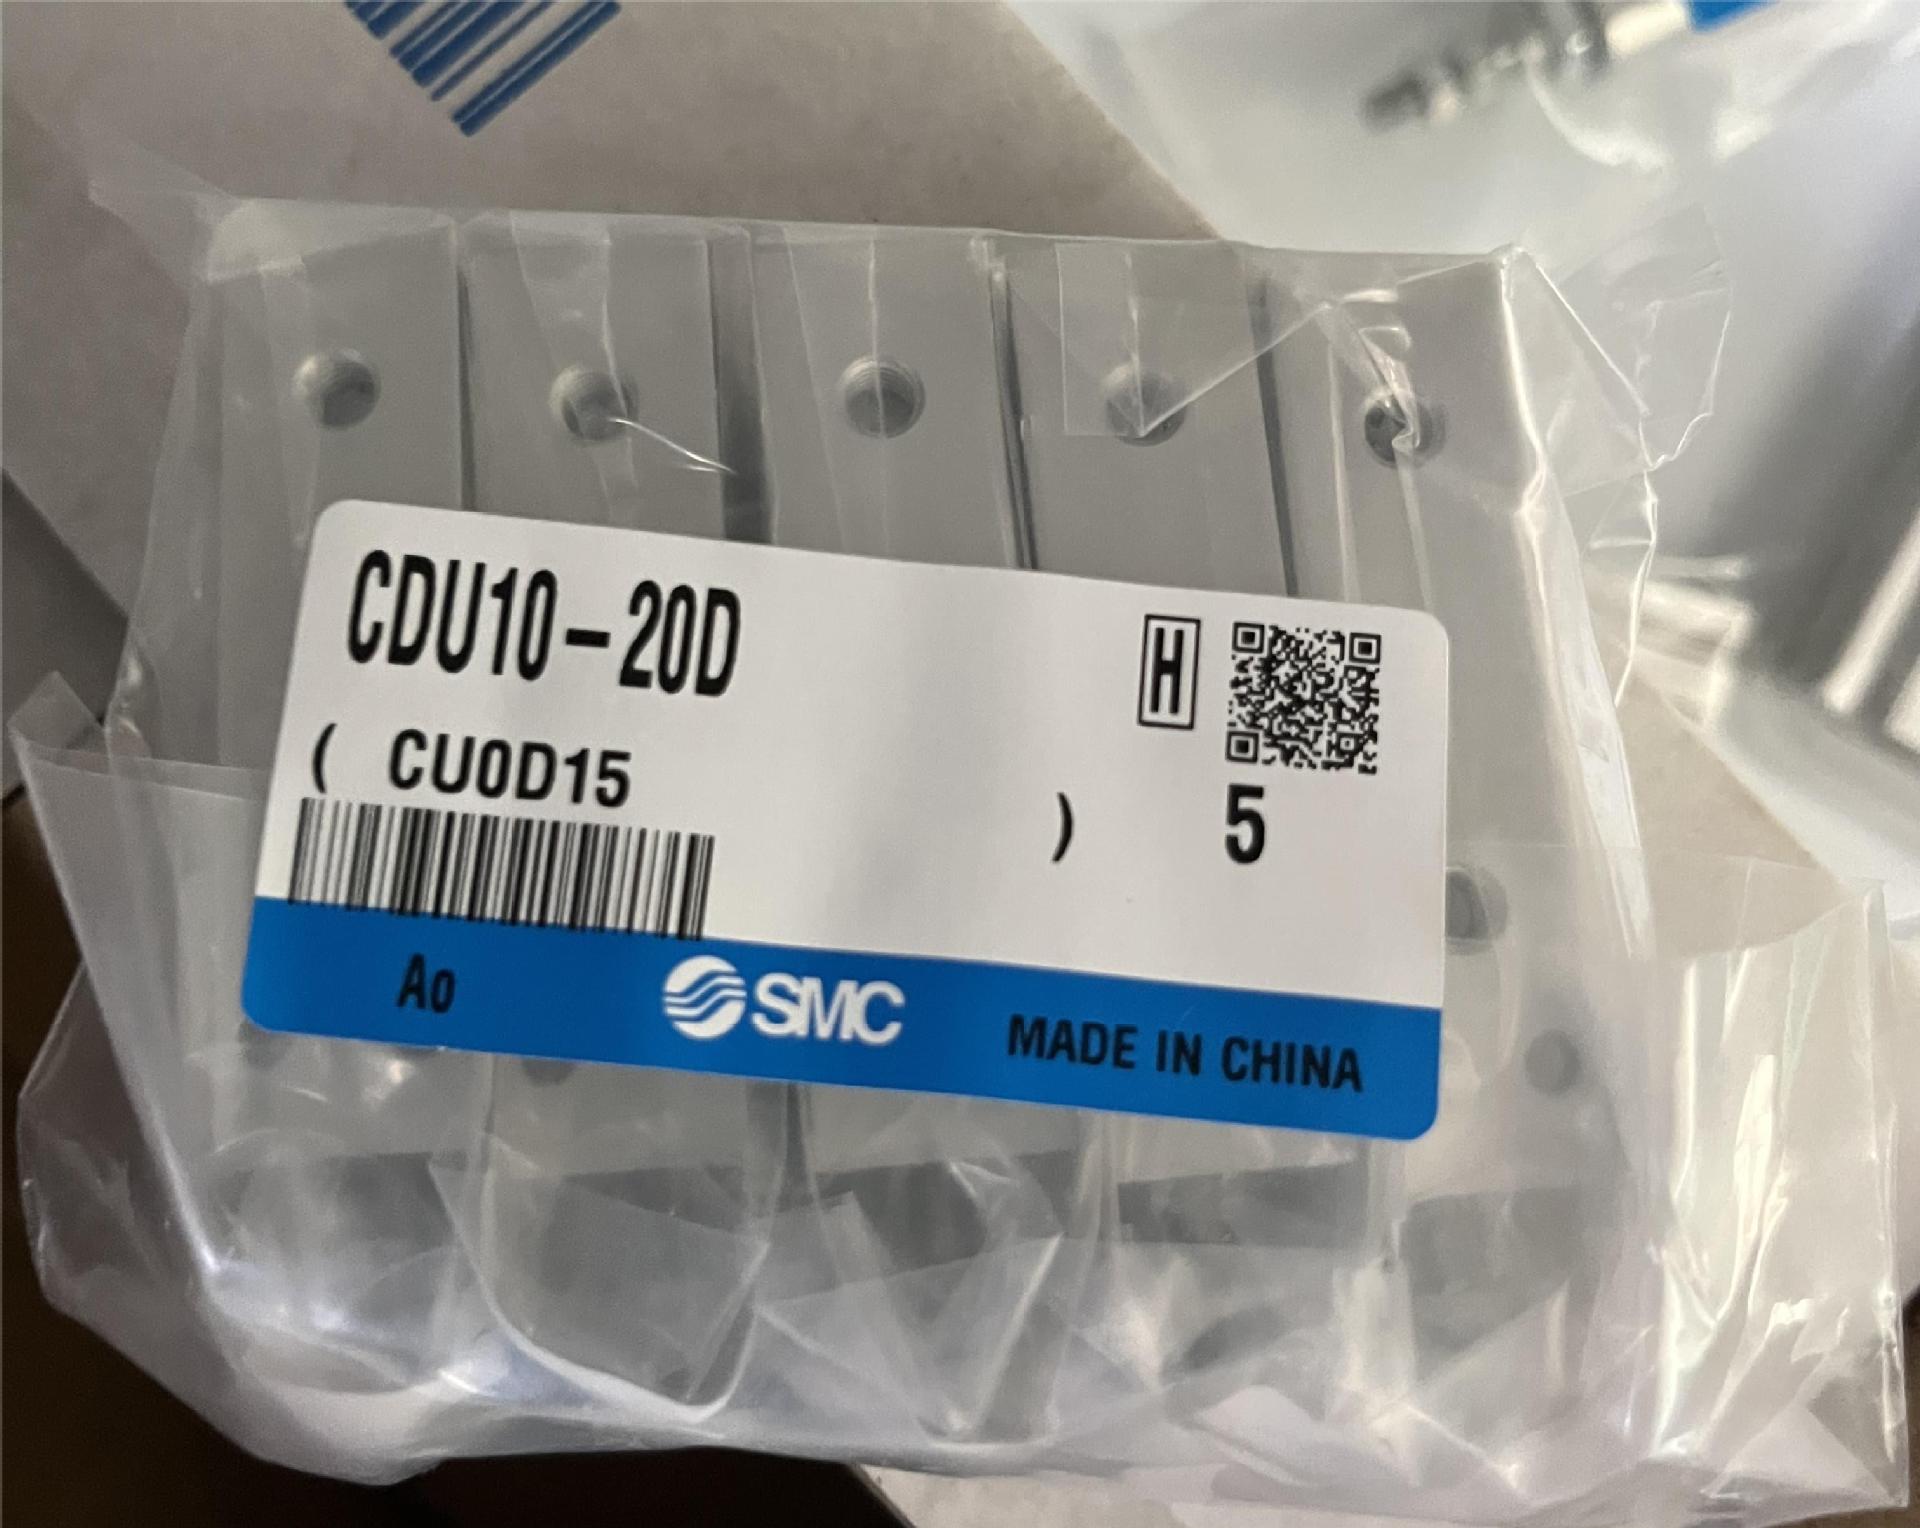 CDU10-20D
H
( CU0D15 ) 5
Ao SMC MADE IN CHINA